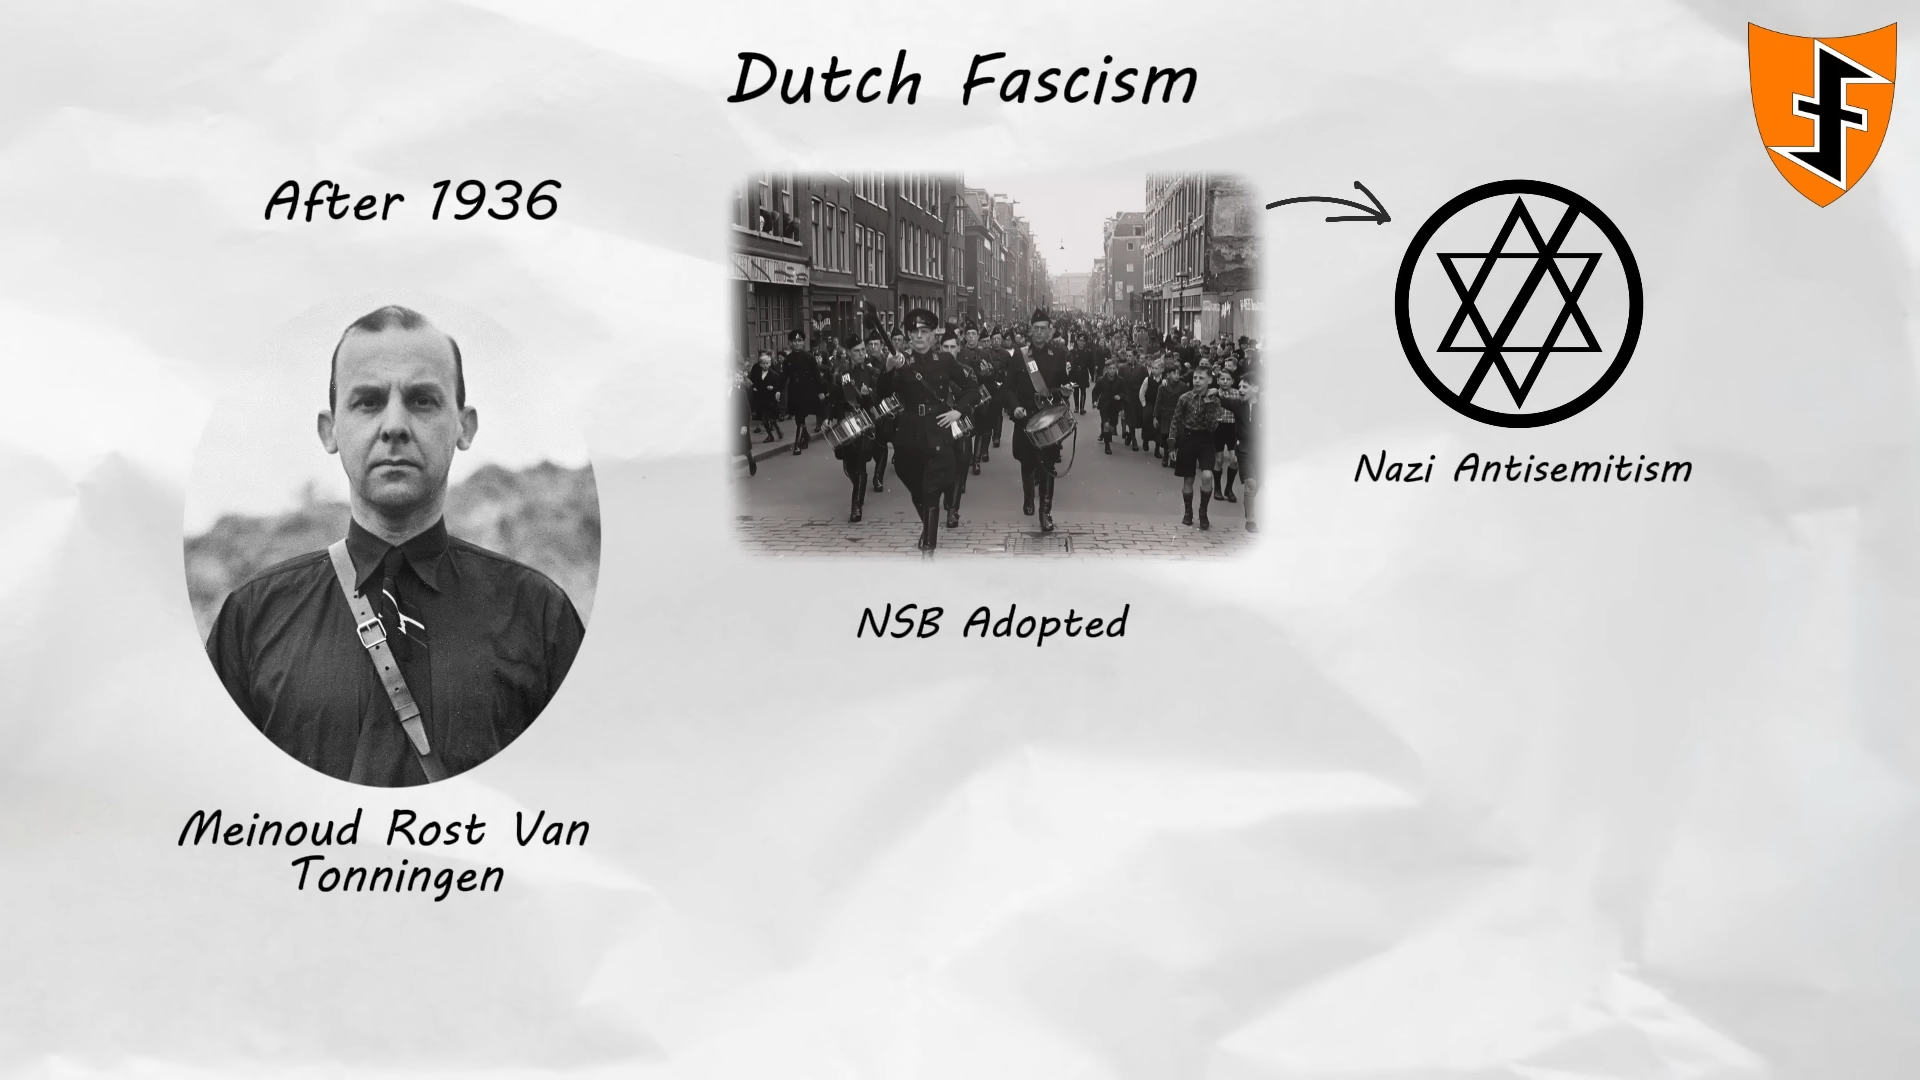 Dutch Fascism
After 1936
Meinoud Rost Van
Tonningen
NSB Adopted
Nazi Antisemitism